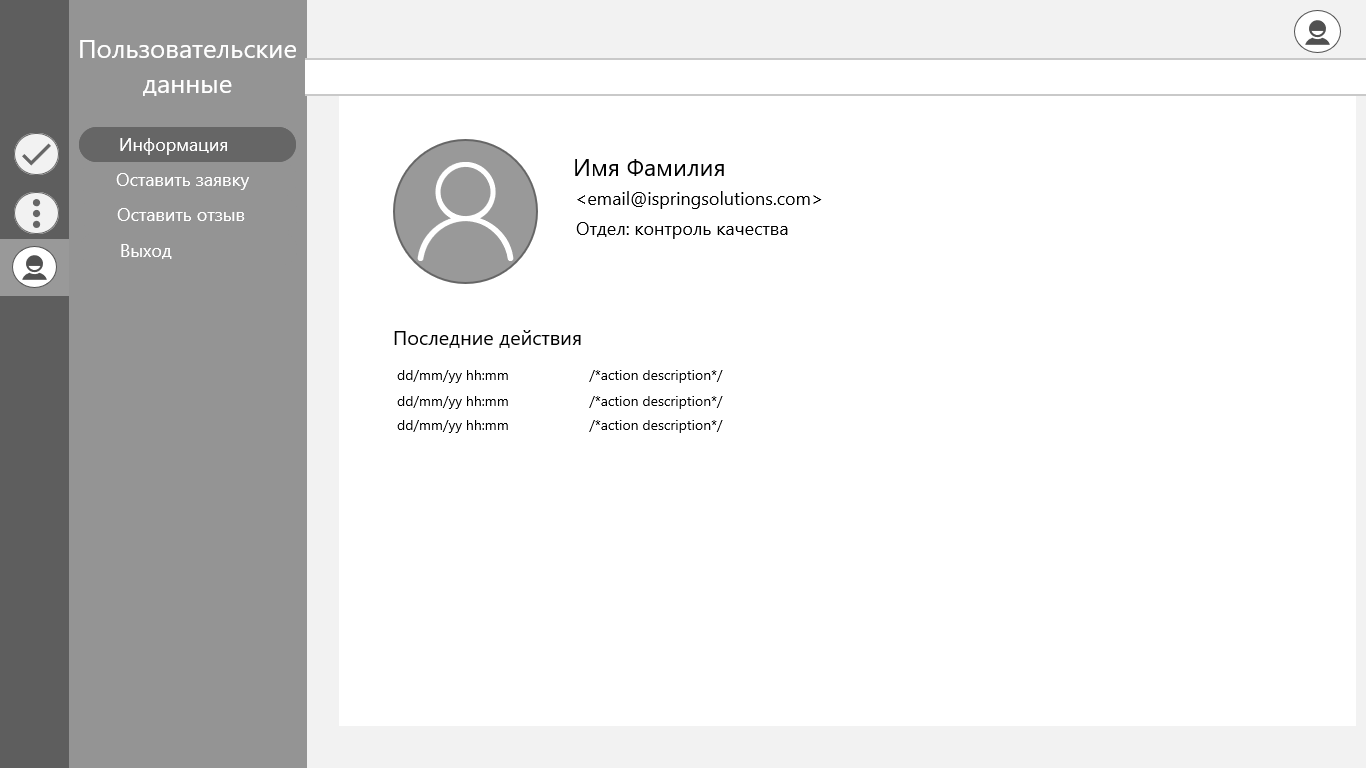 Пользовательские
данные
Информация
Оставить заявку
Оставить отзыв
Выход
Имя Фамилия
<email@ispringsolutions.com>
Отдел: контроль качества
Последние действия
dd/mm/yy hh:mm /*action description*/
dd/mm/yy hh:mm /*action description*/
dd/mm/yy hh:mm /*action description*/